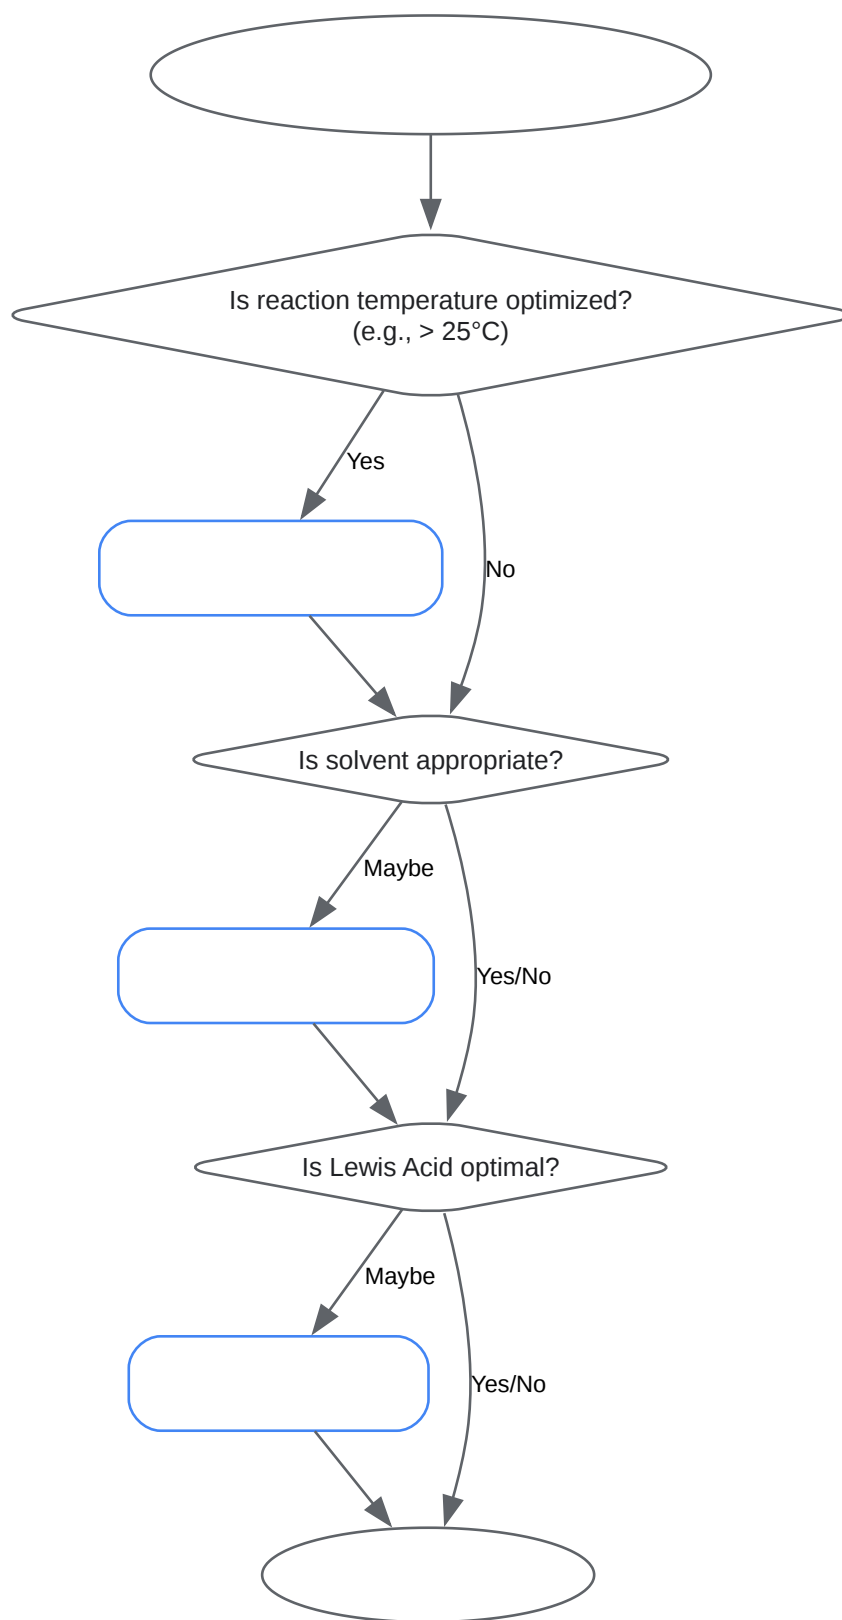 Is reaction temperature optimized?
(e.g., > 25°C)
Yes
No
Is solvent appropriate?
Maybe
Yes/No
Is Lewis Acid optimal?
Maybe
Yes/No